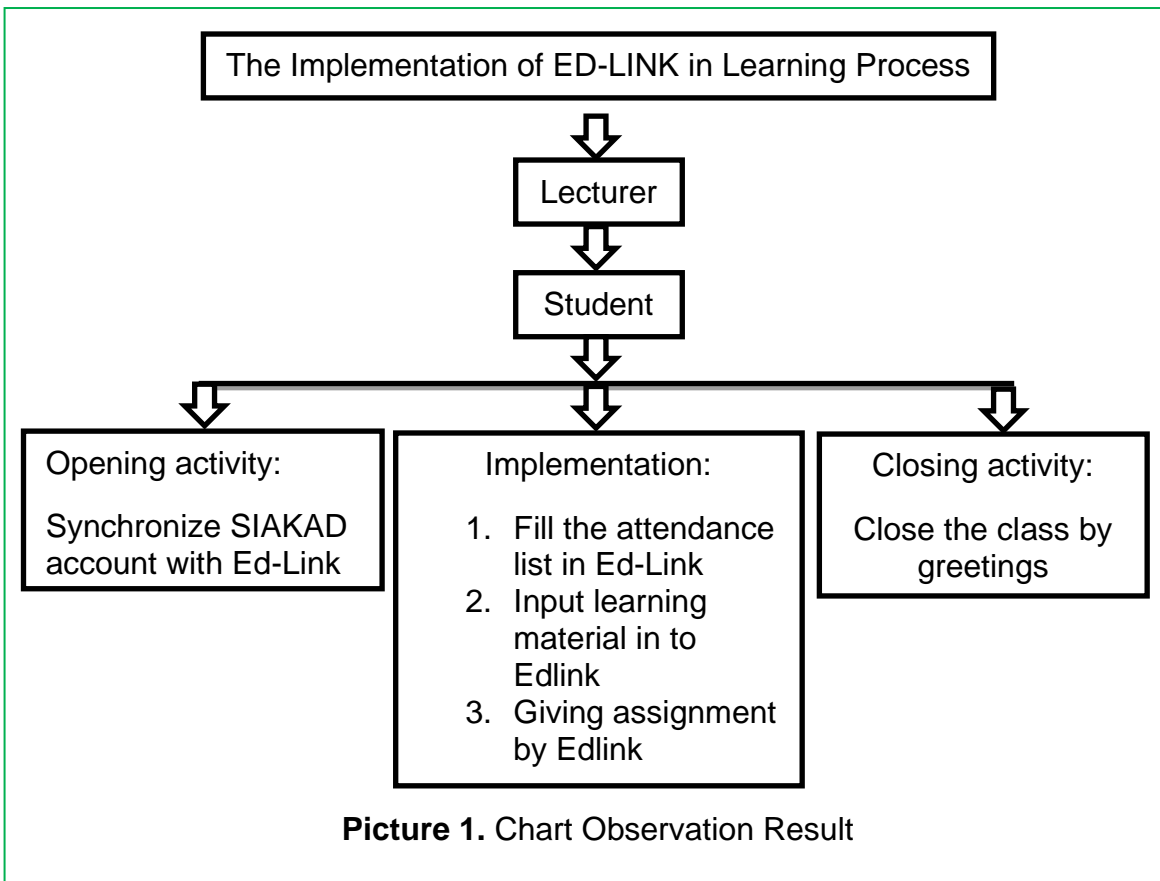 The Implementation of ED-LINK in Learning Process
Lecturer
Student
Opening activity:
Synchronize SIAKAD
account with Ed-Link
Implementation:
1. Fill the attendance
list in Ed-Link
2. Input learning
material in to
Edlink
3. Giving assignment
by Edlink
Closing activity:
Close the class by
greetings
Picture 1. Chart Observation Result